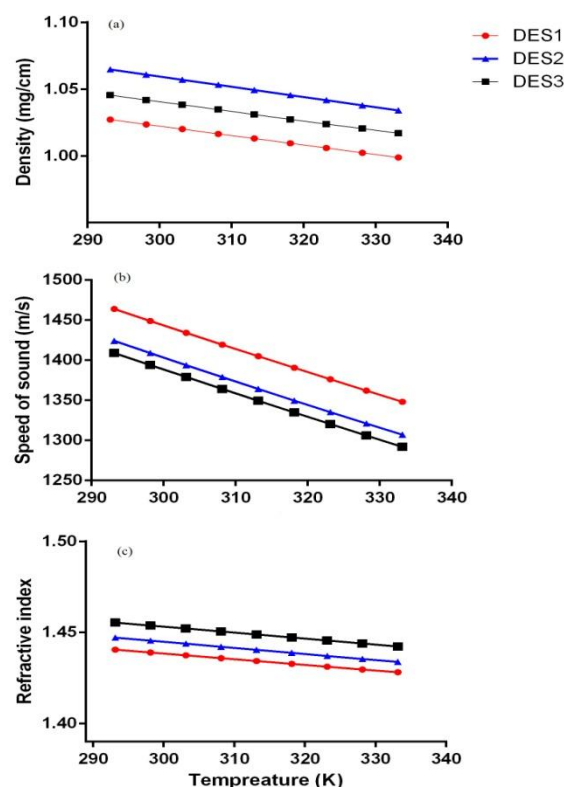 (a)
DES1
DES2
DES3
Density (mg/cm)
1.10
1.05
1.00
290 300 310 320 330 340
(b)
Speed of sound (m/s)
1500
1450
1400
1350
1300
1250
290 300 310 320 330 340
(c)
Refractive index
1.50
1.45
1.40
290 300 310 320 330 340
Tempreature (K)